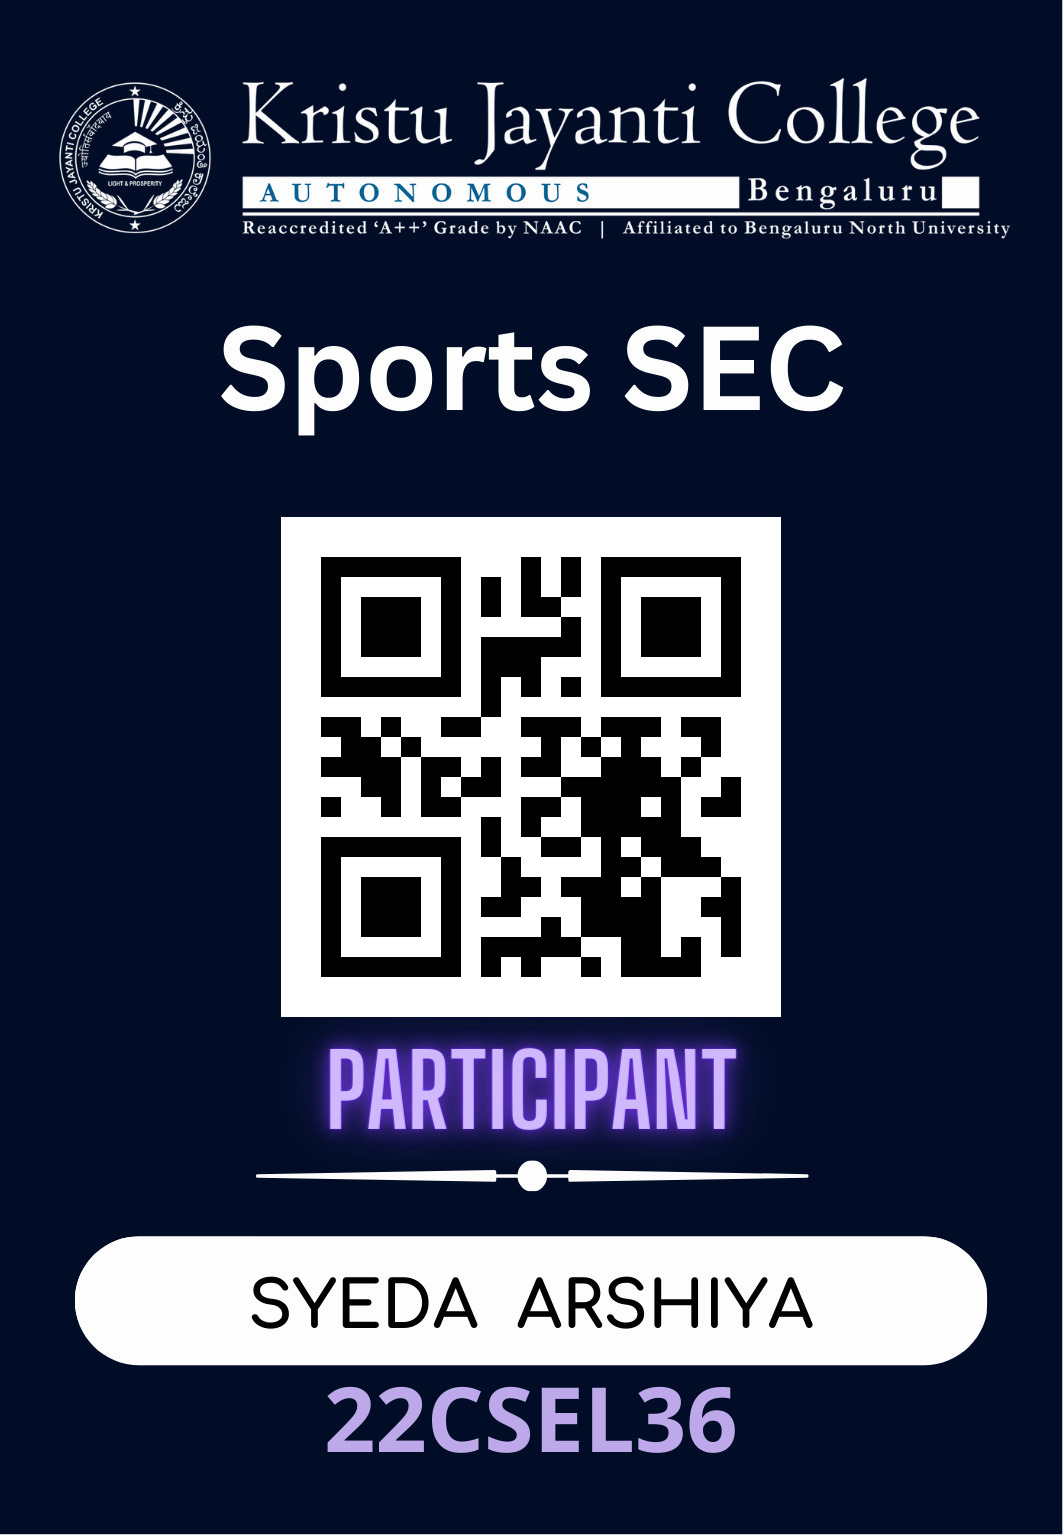 KRISTU JAYANTI COLLEGE
ಕ್ರಿಸ್ತು ಜಯಂತಿ ಕಾಲೇಜು
LIGHT & PROSPERITY
Kristu Jayanti College
AUTONOMOUS Bengaluru
Reaccredited ‘A++’ Grade by NAAC | Affiliated to Bengaluru North University
Sports SEC
PARTICIPANT
SYEDA ARSHIYA
22CSEL36